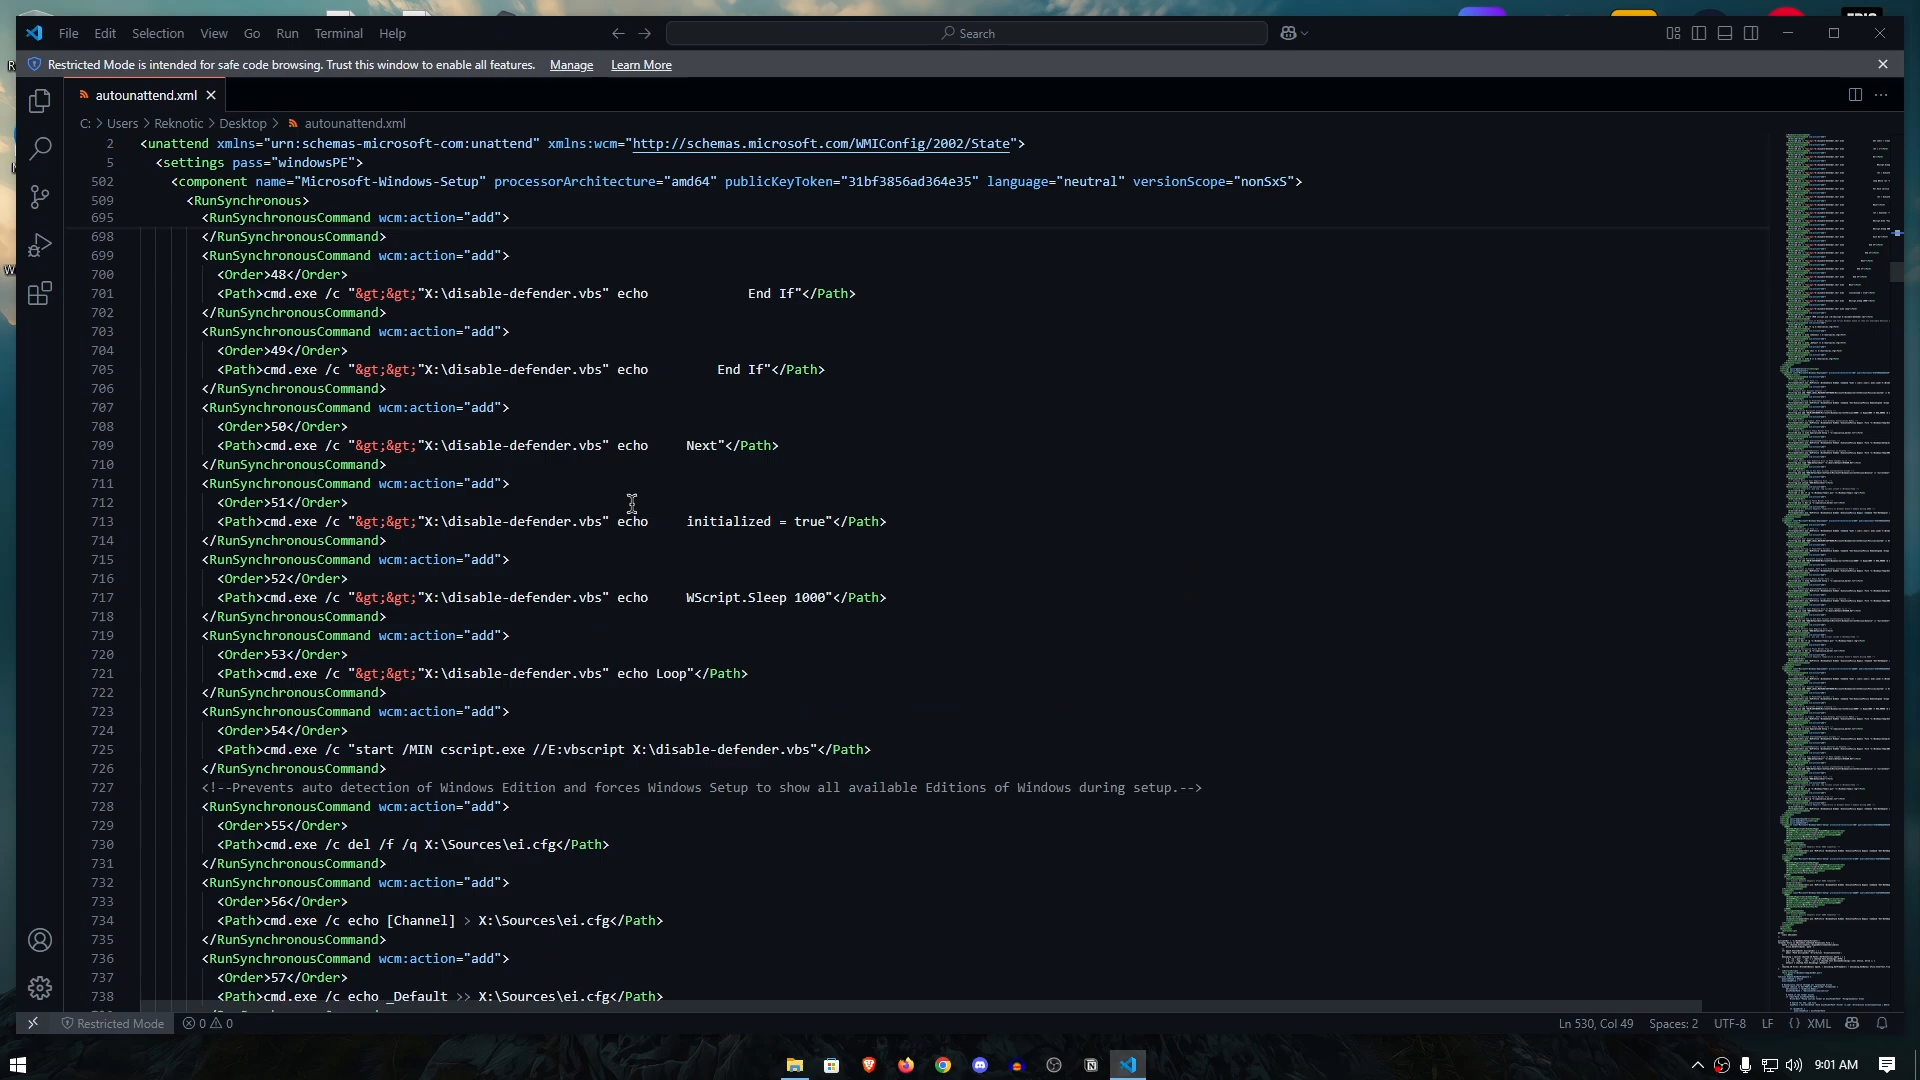 File Edit Selection View Go Run Terminal Help
Search
Restricted Mode is intended for safe code browsing. Trust this window to enable all features. Manage Learn More
autounattend.xml
C: > Users > Reknotic > Desktop > autounattend.xml
2 <unattend xmlns="urn:schemas-microsoft-com:unattend" xmlns:wcm="http://schemas.microsoft.com/WMIConfig/2002/State">
5 <settings pass="windowsPE">
502 <component name="Microsoft-Windows-Setup" processorArchitecture="amd64" publicKeyToken="31bf3856ad364e35" language="neutral" versionScope="nonSxS">
509 <RunSynchronous>
695 <RunSynchronousCommand wcm:action="add">
698 </RunSynchronousCommand>
699 <RunSynchronousCommand wcm:action="add">
700 <Order>48</Order>
701 <Path>cmd.exe /c "&gt;&gt;"X:\disable-defender.vbs" echo             End If"</Path>
702 </RunSynchronousCommand>
703 <RunSynchronousCommand wcm:action="add">
704 <Order>49</Order>
705 <Path>cmd.exe /c "&gt;&gt;"X:\disable-defender.vbs" echo         End If"</Path>
706 </RunSynchronousCommand>
707 <RunSynchronousCommand wcm:action="add">
708 <Order>50</Order>
709 <Path>cmd.exe /c "&gt;&gt;"X:\disable-defender.vbs" echo     Next"</Path>
710 </RunSynchronousCommand>
711 <RunSynchronousCommand wcm:action="add">
712 <Order>51</Order>
713 <Path>cmd.exe /c "&gt;&gt;"X:\disable-defender.vbs" echo     initialized = true"</Path>
714 </RunSynchronousCommand>
715 <RunSynchronousCommand wcm:action="add">
716 <Order>52</Order>
717 <Path>cmd.exe /c "&gt;&gt;"X:\disable-defender.vbs" echo     WScript.Sleep 1000"</Path>
718 </RunSynchronousCommand>
719 <RunSynchronousCommand wcm:action="add">
720 <Order>53</Order>
721 <Path>cmd.exe /c "&gt;&gt;"X:\disable-defender.vbs" echo Loop"</Path>
722 </RunSynchronousCommand>
723 <RunSynchronousCommand wcm:action="add">
724 <Order>54</Order>
725 <Path>cmd.exe /c "start /MIN cscript.exe //E:vbscript X:\disable-defender.vbs"</Path>
726 </RunSynchronousCommand>
727 <!--Prevents auto detection of Windows Edition and forces Windows Setup to show all available Editions of Windows during setup.-->
728 <RunSynchronousCommand wcm:action="add">
729 <Order>55</Order>
730 <Path>cmd.exe /c del /f /q X:\Sources\ei.cfg</Path>
731 </RunSynchronousCommand>
732 <RunSynchronousCommand wcm:action="add">
733 <Order>56</Order>
734 <Path>cmd.exe /c echo [Channel] > X:\Sources\ei.cfg</Path>
735 </RunSynchronousCommand>
736 <RunSynchronousCommand wcm:action="add">
737 <Order>57</Order>
738 <Path>cmd.exe /c echo _Default >> X:\Sources\ei.cfg</Path>
Restricted Mode 0 0 Ln 530, Col 49 Spaces: 2 UTF-8 LF {} XML
9:01 AM